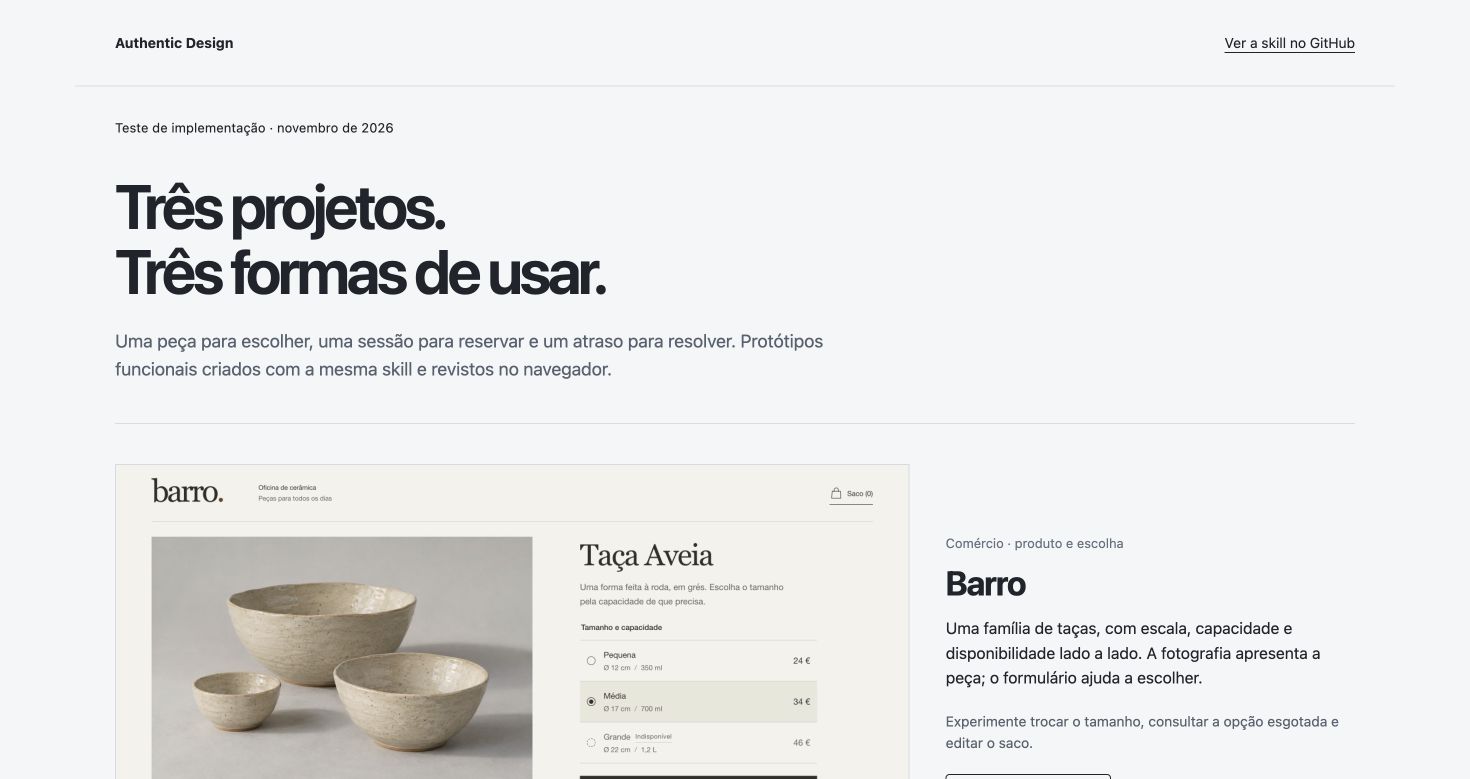 Authentic Design
Ver a skill no GitHub
Teste de implementação · novembro de 2026
Três projetos.
Três formas de usar.
Uma peça para escolher, uma sessão para reservar e um atraso para resolver. Protótipos
funcionais criados com a mesma skill e revistos no navegador.
barro.
Oficina de cerâmica
Peças para todos os dias
Saco (0)
Taça Aveia
Uma forma feita à roda, em grés. Escolha o tamanho
pela capacidade de que precisa.
Tamanho e capacidade
Pequena
Ø 12 cm / 350 ml
24 €
Média
Ø 17 cm / 700 ml
34 €
Grande Indisponível
Ø 22 cm / 1,2 L
46 €
Comércio · produto e escolha
Barro
Uma família de taças, com escala, capacidade e
disponibilidade lado a lado. A fotografia apresenta a
peça; o formulário ajuda a escolher.
Experimente trocar o tamanho, consultar a opção esgotada e
editar o saco.